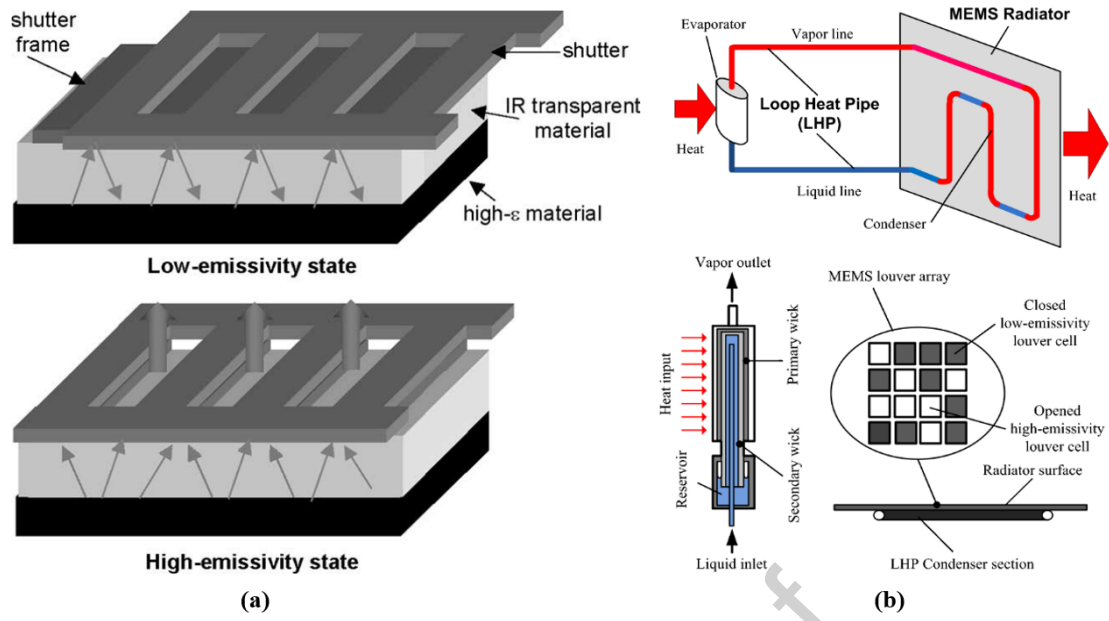 shutter
frame
shutter
IR transparent
material
high-ε material
Low-emissivity state
High-emissivity state
(a)
MEMS Radiator
Evaporator
Vapor line
Loop Heat Pipe
(LHP)
Heat
Liquid line
Condenser
Heat
Vapor outlet
Heat input
Primary wick
Secondary wick
Reservoir
Liquid inlet
MEMS louver array
Closed
low-emissivity
louver cell
Opened
high-emissivity
louver cell
Radiator surface
LHP Condenser section
(b)
f